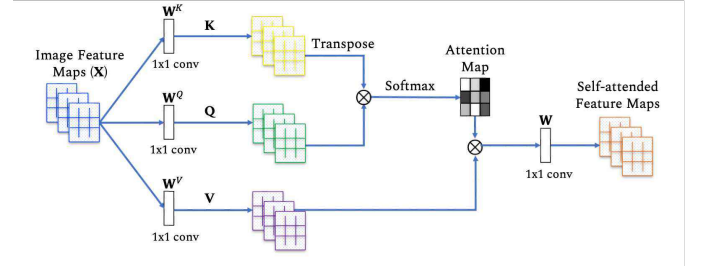 W^K
K
1x1 conv
Image Feature
Maps (X)
Transpose
Attention
Map
Softmax
W^Q
Q
1x1 conv
W
1x1 conv
Self-attended
Feature Maps
W^V
V
1x1 conv